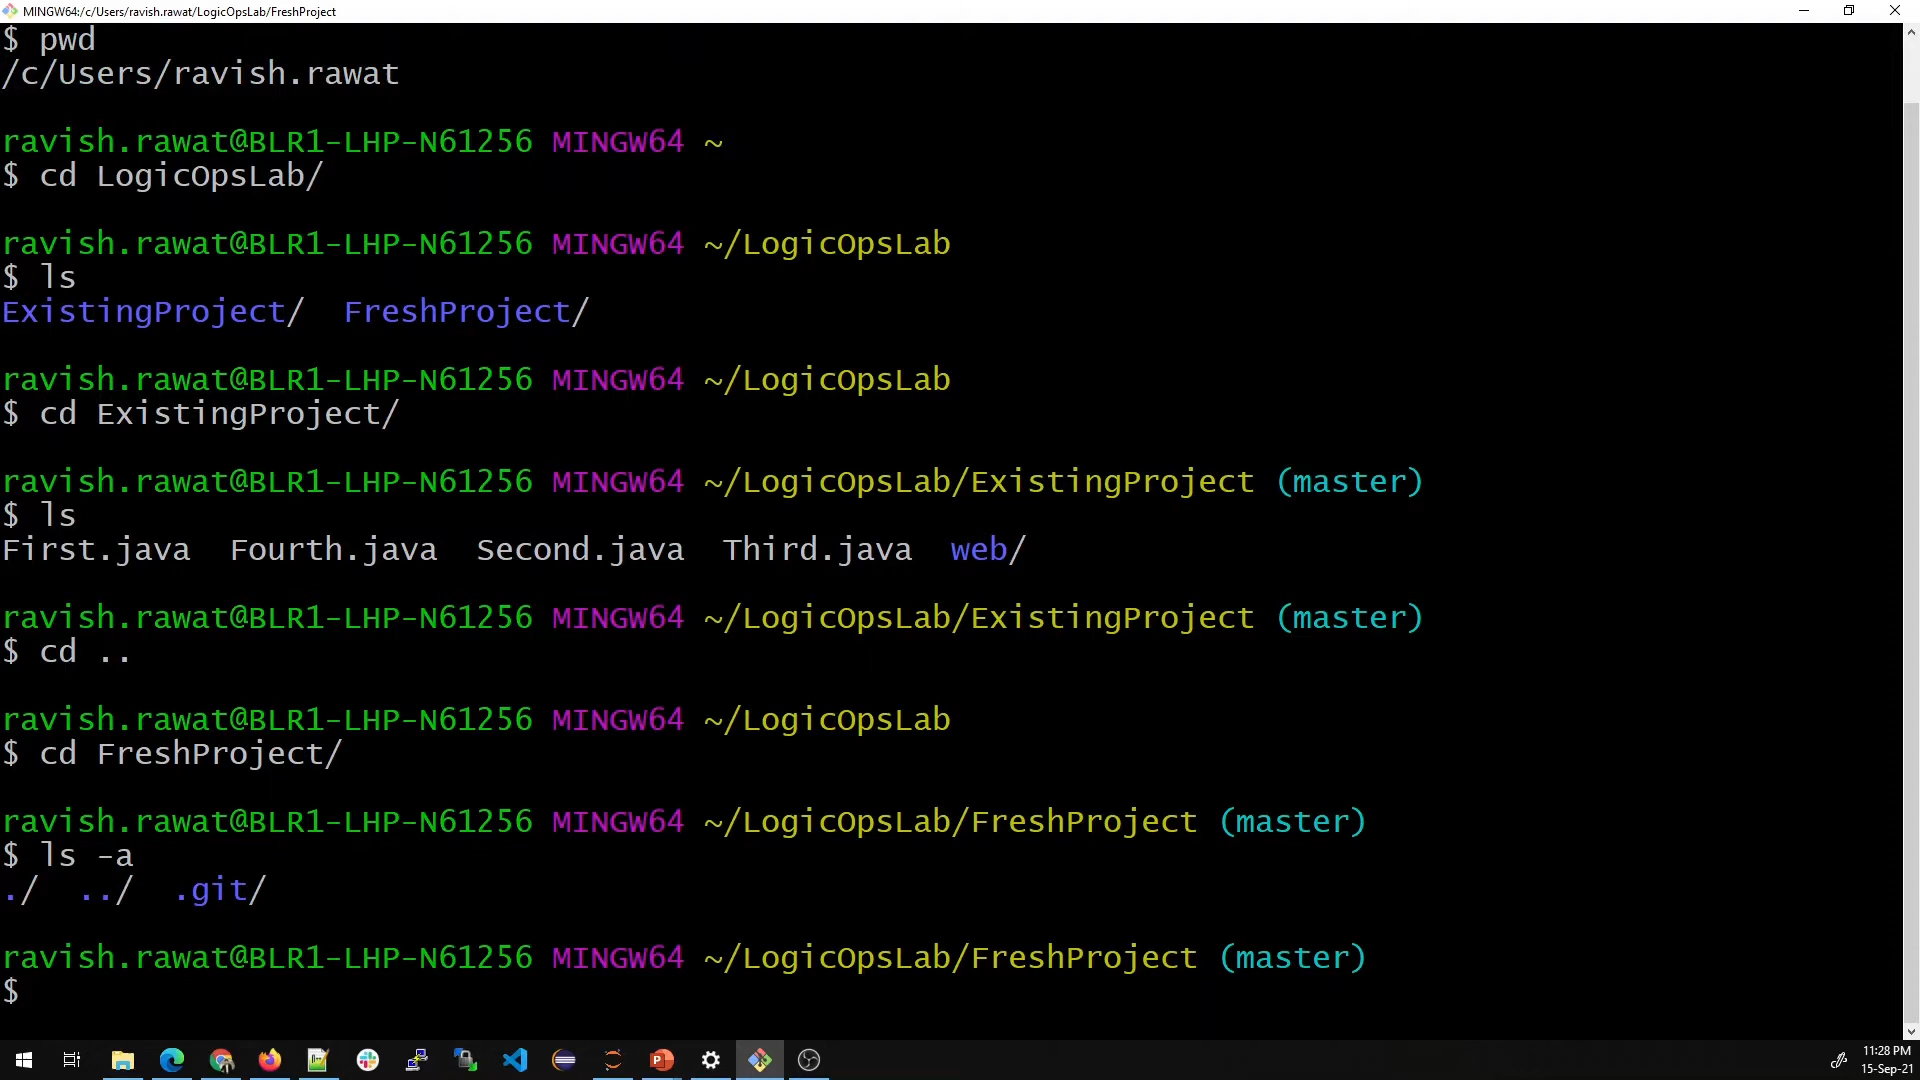 MINGW64:/c/Users/ravish.rawat/LogicOpsLab/FreshProject
$ pwd
/c/Users/ravish.rawat
ravish.rawat@BLR1-LHP-N61256 MINGW64 ~
$ cd LogicOpsLab/
ravish.rawat@BLR1-LHP-N61256 MINGW64 ~/LogicOpsLab
$ ls
ExistingProject/  FreshProject/
ravish.rawat@BLR1-LHP-N61256 MINGW64 ~/LogicOpsLab
$ cd ExistingProject/
ravish.rawat@BLR1-LHP-N61256 MINGW64 ~/LogicOpsLab/ExistingProject (master)
$ ls
First.java  Fourth.java  Second.java  Third.java  web/
ravish.rawat@BLR1-LHP-N61256 MINGW64 ~/LogicOpsLab/ExistingProject (master)
$ cd ..
ravish.rawat@BLR1-LHP-N61256 MINGW64 ~/LogicOpsLab
$ cd FreshProject/
ravish.rawat@BLR1-LHP-N61256 MINGW64 ~/LogicOpsLab/FreshProject (master)
$ ls -a
./  ../  .git/
ravish.rawat@BLR1-LHP-N61256 MINGW64 ~/LogicOpsLab/FreshProject (master)
$
11:28 PM
15-Sep-21